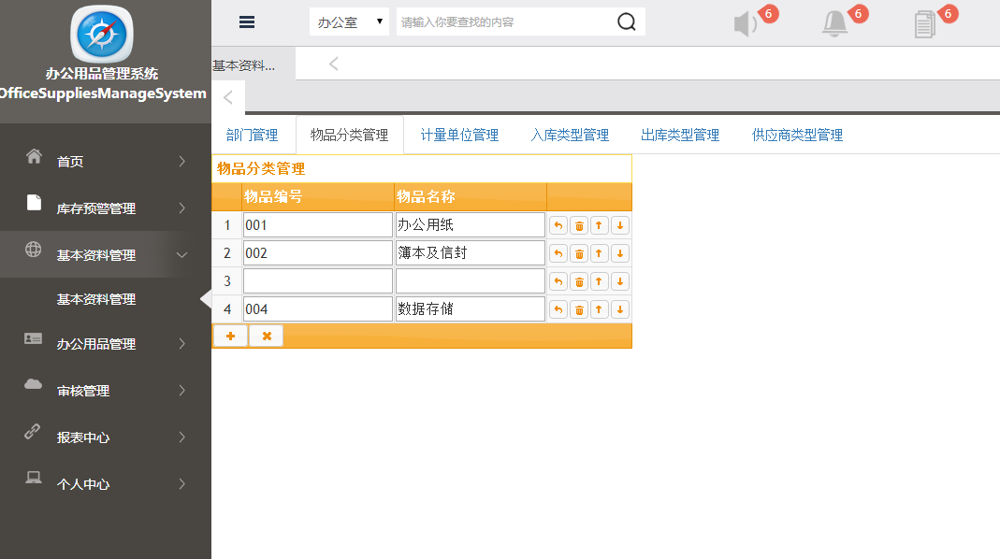 办公用品管理系统
OfficeSuppliesManageSystem
首页
库存预警管理
基本资料管理
基本资料管理
办公用品管理
审核管理
报表中心
个人中心
办公室
请输入你要查找的内容
6
6
6
基本资料...
部门管理 物品分类管理 计量单位管理 入库类型管理 出库类型管理 供应商类型管理
物品分类管理
物品编号 物品名称
1 001 办公用纸
2 002 簿本及信封
3
4 004 数据存储